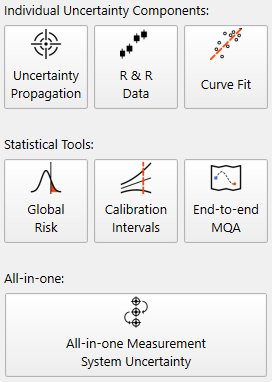 Individual Uncertainty Components:
Uncertainty
Propagation
R & R
Data
Curve Fit
Statistical Tools:
Global
Risk
Calibration
Intervals
End-to-end
MQA
All-in-one:
All-in-one Measurement
System Uncertainty